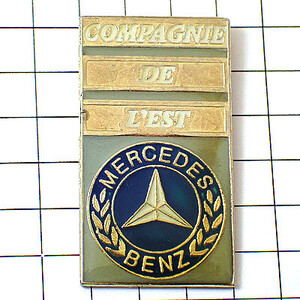 COMPAGNIE
DE
L'EST
MERCEDES
BENZ